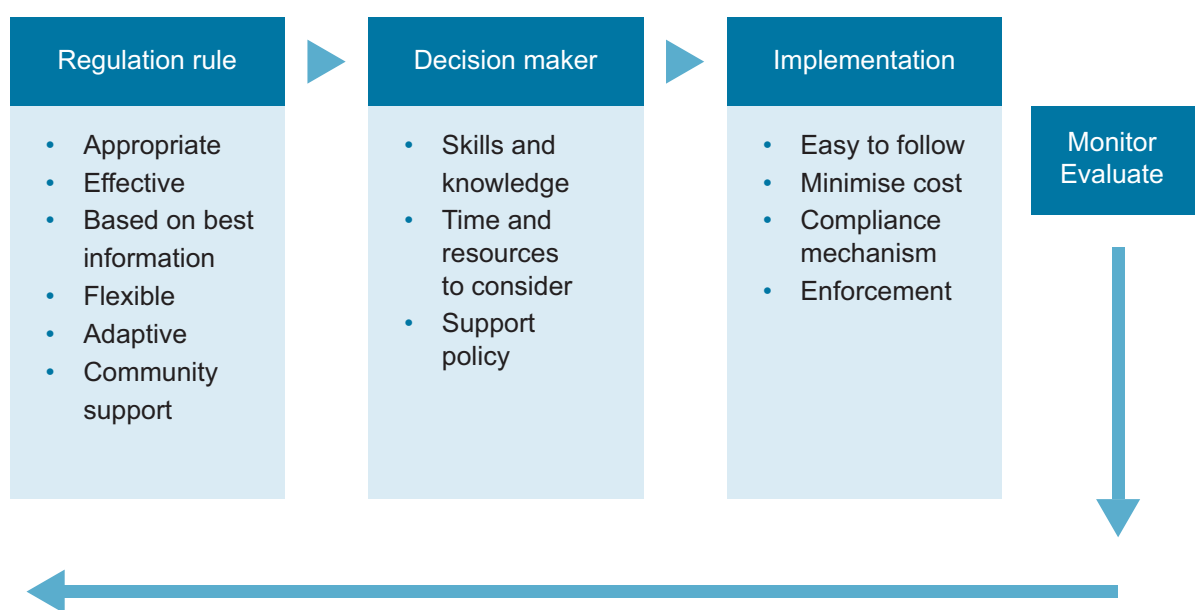 Regulation rule
• Appropriate
• Effective
• Based on best
information
• Flexible
• Adaptive
• Community
support
Decision maker
• Skills and
knowledge
• Time and
resources
to consider
• Support
policy
Implementation
• Easy to follow
• Minimise cost
• Compliance
mechanism
• Enforcement
Monitor
Evaluate